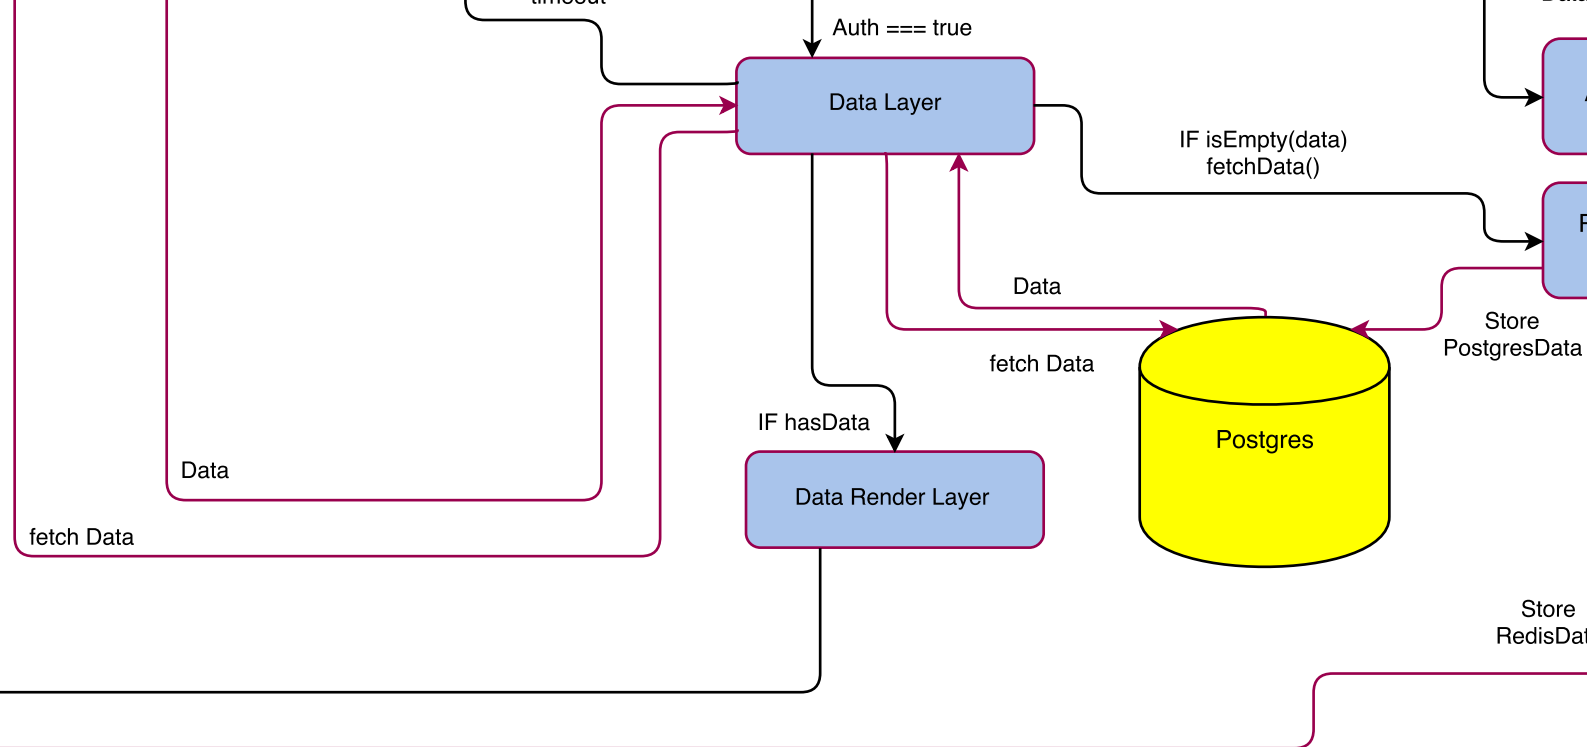 timeout
Auth === true
Data Layer
IF isEmpty(data)
fetchData()
Data
Store
PostgresData
fetch Data
IF hasData
Postgres
Data
Data Render Layer
fetch Data
Store